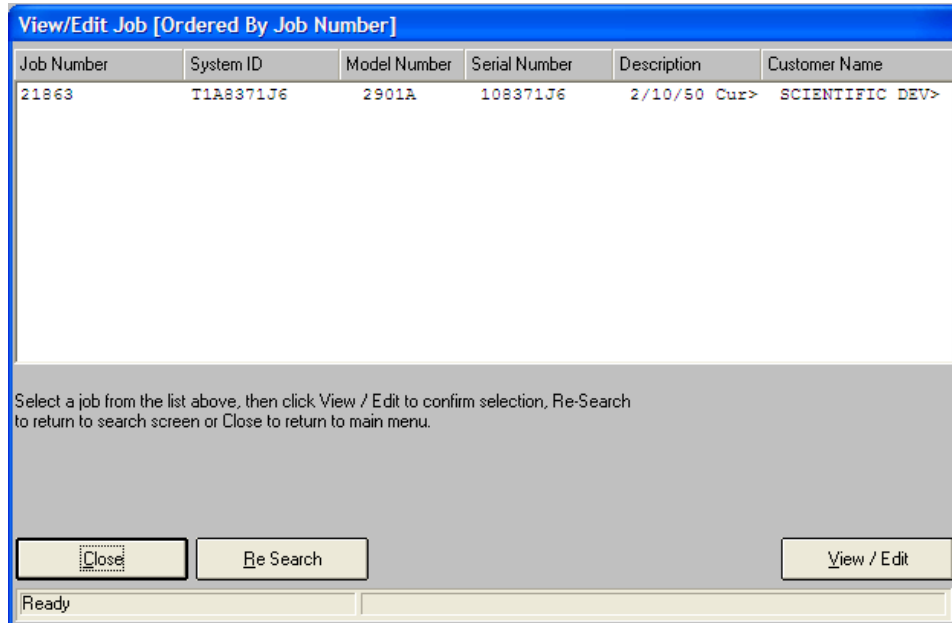 View/Edit Job [Ordered By Job Number]
Job Number System ID Model Number Serial Number Description Customer Name
21863 T1A8371J6 2901A 108371J6 2/10/50 Cur> SCIENTIFIC DEV>
Select a job from the list above, then click View / Edit to confirm selection, Re-Search
to return to search screen or Close to return to main menu.
Close Re Search View / Edit
Ready